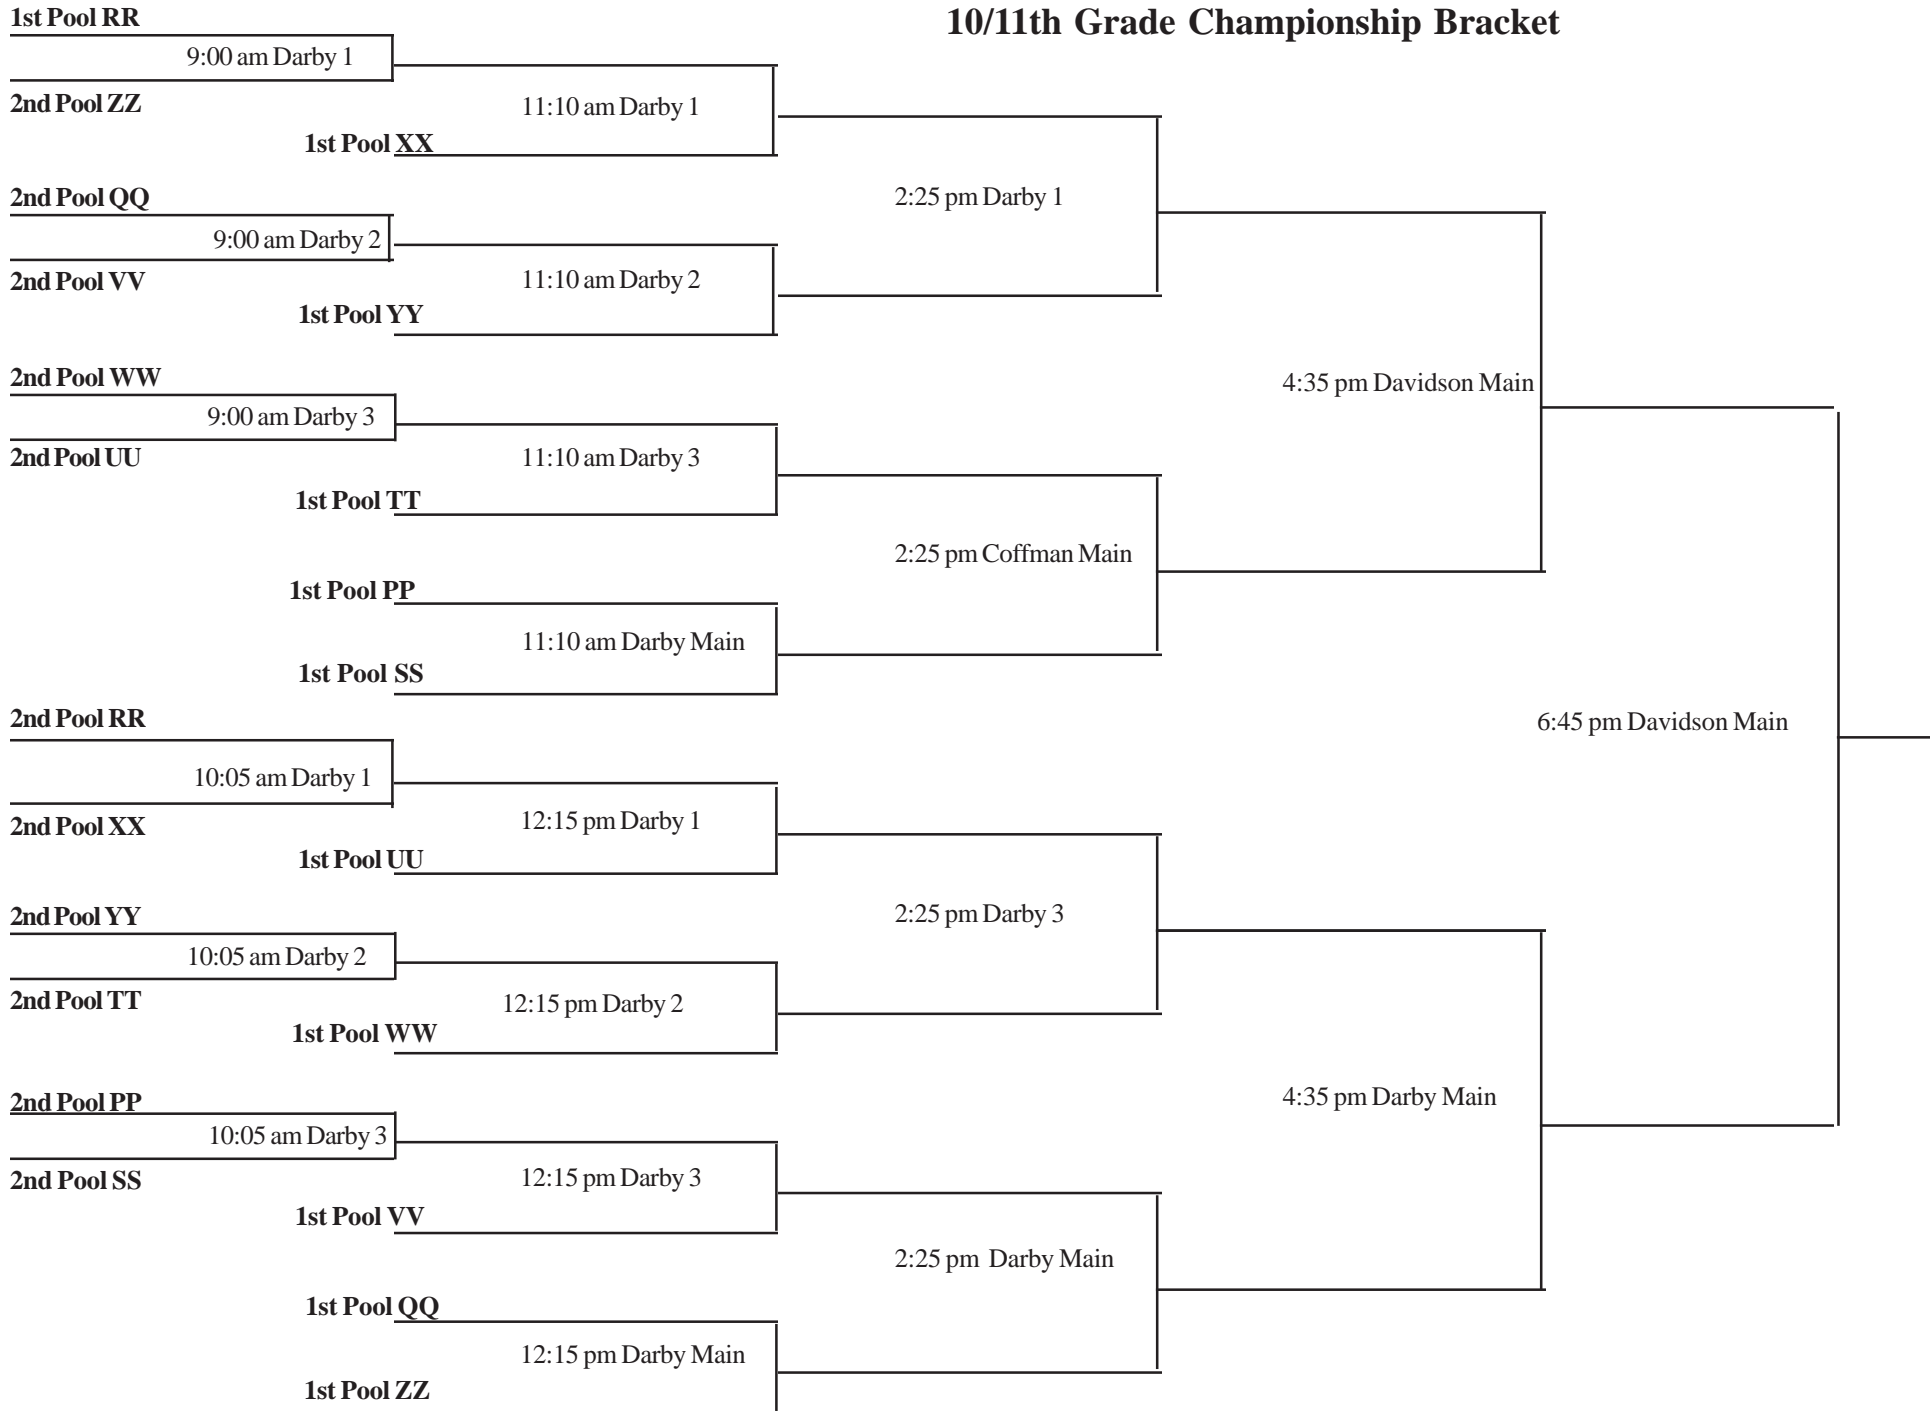 10/11th Grade Championship Bracket
1st Pool RR
9:00 am Darby 1
2nd Pool ZZ
11:10 am Darby 1
1st Pool XX
2nd Pool QQ
2:25 pm Darby 1
9:00 am Darby 2
2nd Pool VV
11:10 am Darby 2
1st Pool YY
2nd Pool WW
4:35 pm Davidson Main
9:00 am Darby 3
2nd Pool UU
11:10 am Darby 3
1st Pool TT
2:25 pm Coffman Main
1st Pool PP
11:10 am Darby Main
1st Pool SS
2nd Pool RR
6:45 pm Davidson Main
10:05 am Darby 1
2nd Pool XX
12:15 pm Darby 1
1st Pool UU
2nd Pool YY
2:25 pm Darby 3
10:05 am Darby 2
2nd Pool TT
12:15 pm Darby 2
1st Pool WW
2nd Pool PP
4:35 pm Darby Main
10:05 am Darby 3
2nd Pool SS
12:15 pm Darby 3
1st Pool VV
2:25 pm Darby Main
1st Pool QQ
12:15 pm Darby Main
1st Pool ZZ